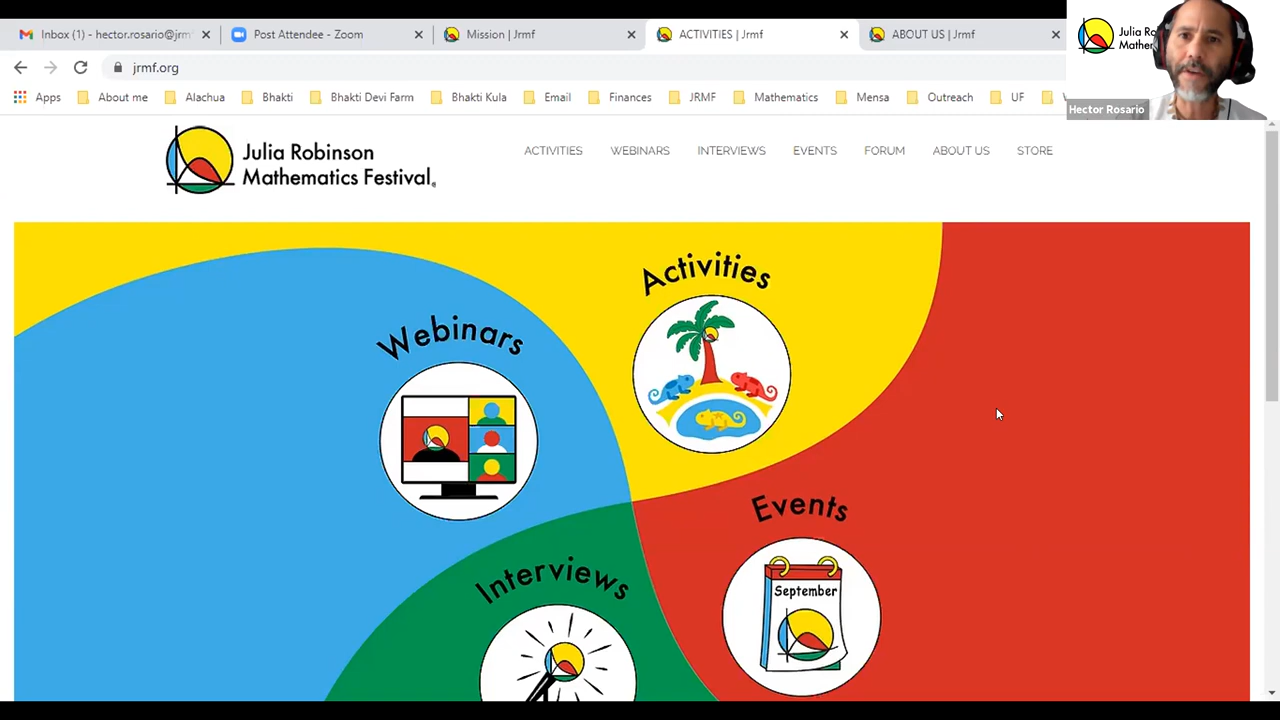 Inbox (1) - hector.rosario@jrm
Post Attendee - Zoom
Mission | Jrmf
ACTIVITIES | Jrmf
ABOUT US | Jrmf
jrmf.org
Apps
About me
Alachua
Bhakti
Bhakti Devi Farm
Bhakti Kula
Email
Finances
JRMF
Mathematics
Mensa
Outreach
UF
Hector Rosario
Julia Robinson
Mathematics Festival
ACTIVITIES
WEBINARS
INTERVIEWS
EVENTS
FORUM
ABOUT US
STORE
Activities
Webinars
Events
September
Interviews